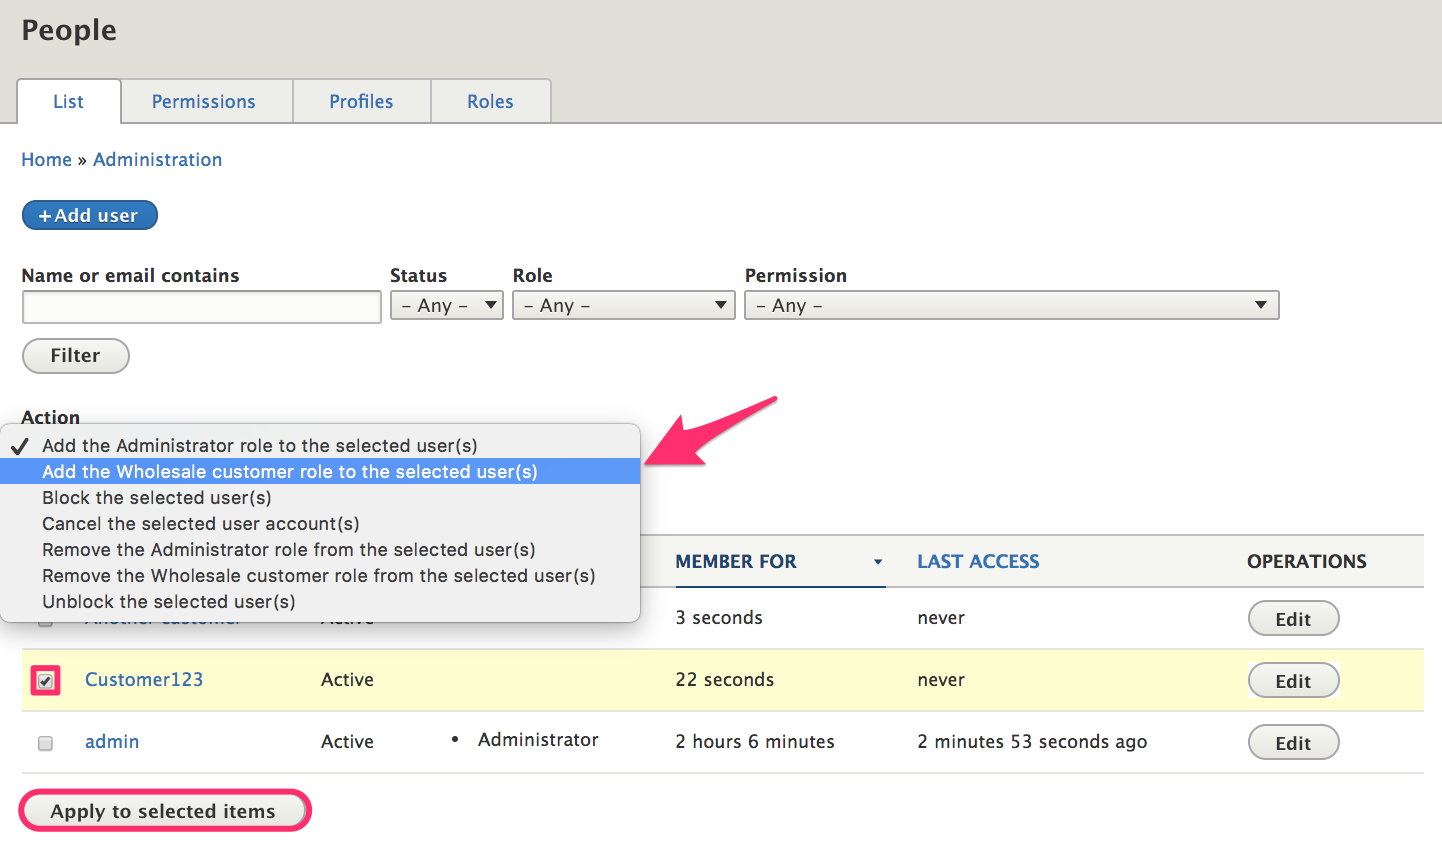 People
List Permissions Profiles Roles
Home » Administration
+Add user
Name or email contains Status Role Permission
– Any – – Any – – Any –
Filter
Action
✓ Add the Administrator role to the selected user(s)
Add the Wholesale customer role to the selected user(s)
Block the selected user(s)
Cancel the selected user account(s)
Remove the Administrator role from the selected user(s)
Remove the Wholesale customer role from the selected user(s)
Unblock the selected user(s)
MEMBER FOR LAST ACCESS OPERATIONS
Another customer Active 3 seconds never Edit
Customer123 Active 22 seconds never Edit
admin Active • Administrator 2 hours 6 minutes 2 minutes 53 seconds ago Edit
Apply to selected items